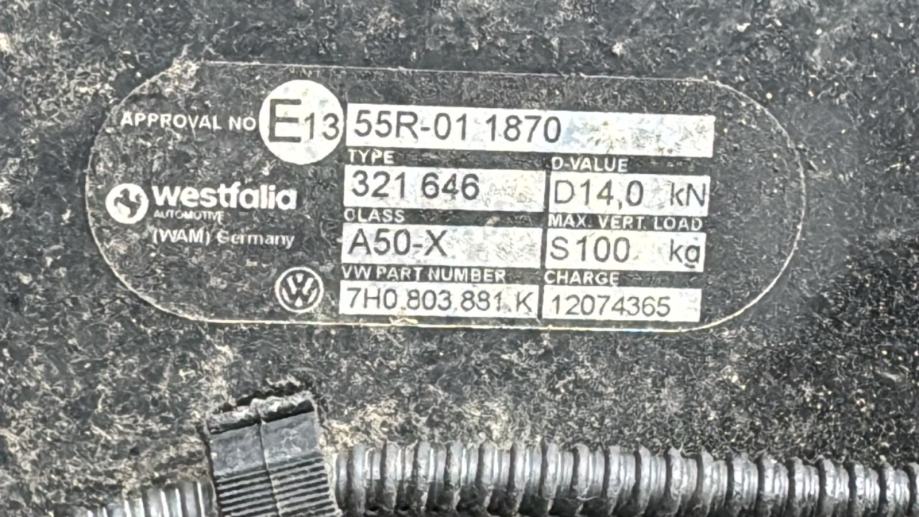 APPROVAL NO E13 55R-01 1870
TYPE D-VALUE
321 646 D14,0 kN
westfalia
AUTOMOTIVE
CLASS MAX. VERT. LOAD
(WAM) Germany A50-X S100 kg
VW PART NUMBER CHARGE
VW 7H0.803.881.K 12074365